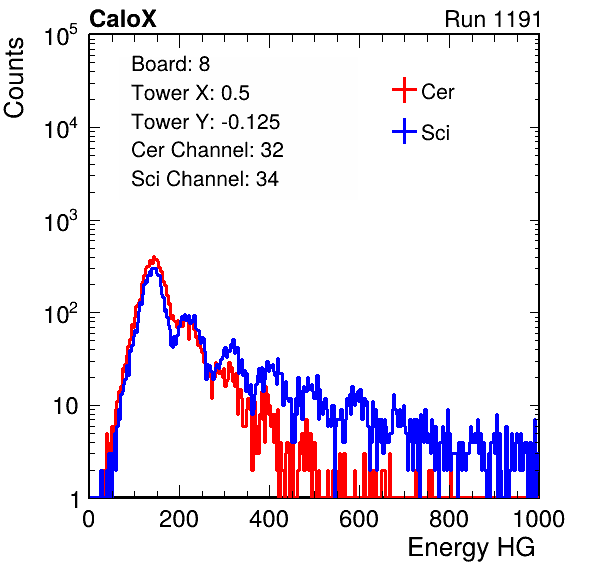 CaloX Run 1191
Counts
Board: 8
Tower X: 0.5
Tower Y: -0.125
Cer Channel: 32
Sci Channel: 34
Cer
Sci
10^5
10^4
10^3
10^2
10
1
0 200 400 600 800 1000
Energy HG